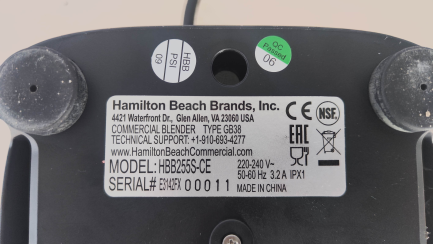 HBB
PSI
09
QC
Passed
06
Hamilton Beach Brands, Inc.
4421 Waterfront Dr., Glen Allen, VA 23060 USA
COMMERCIAL BLENDER TYPE GB38
TECHNICAL SUPPORT: +1-910-693-4277
www.HamiltonBeachCommercial.com
MODEL: HBB255S-CE
SERIAL# E3142FX 00011
CE
NSF.
EAC
220-240 V~
50-60 Hz 3.2 A IPX1
MADE IN CHINA